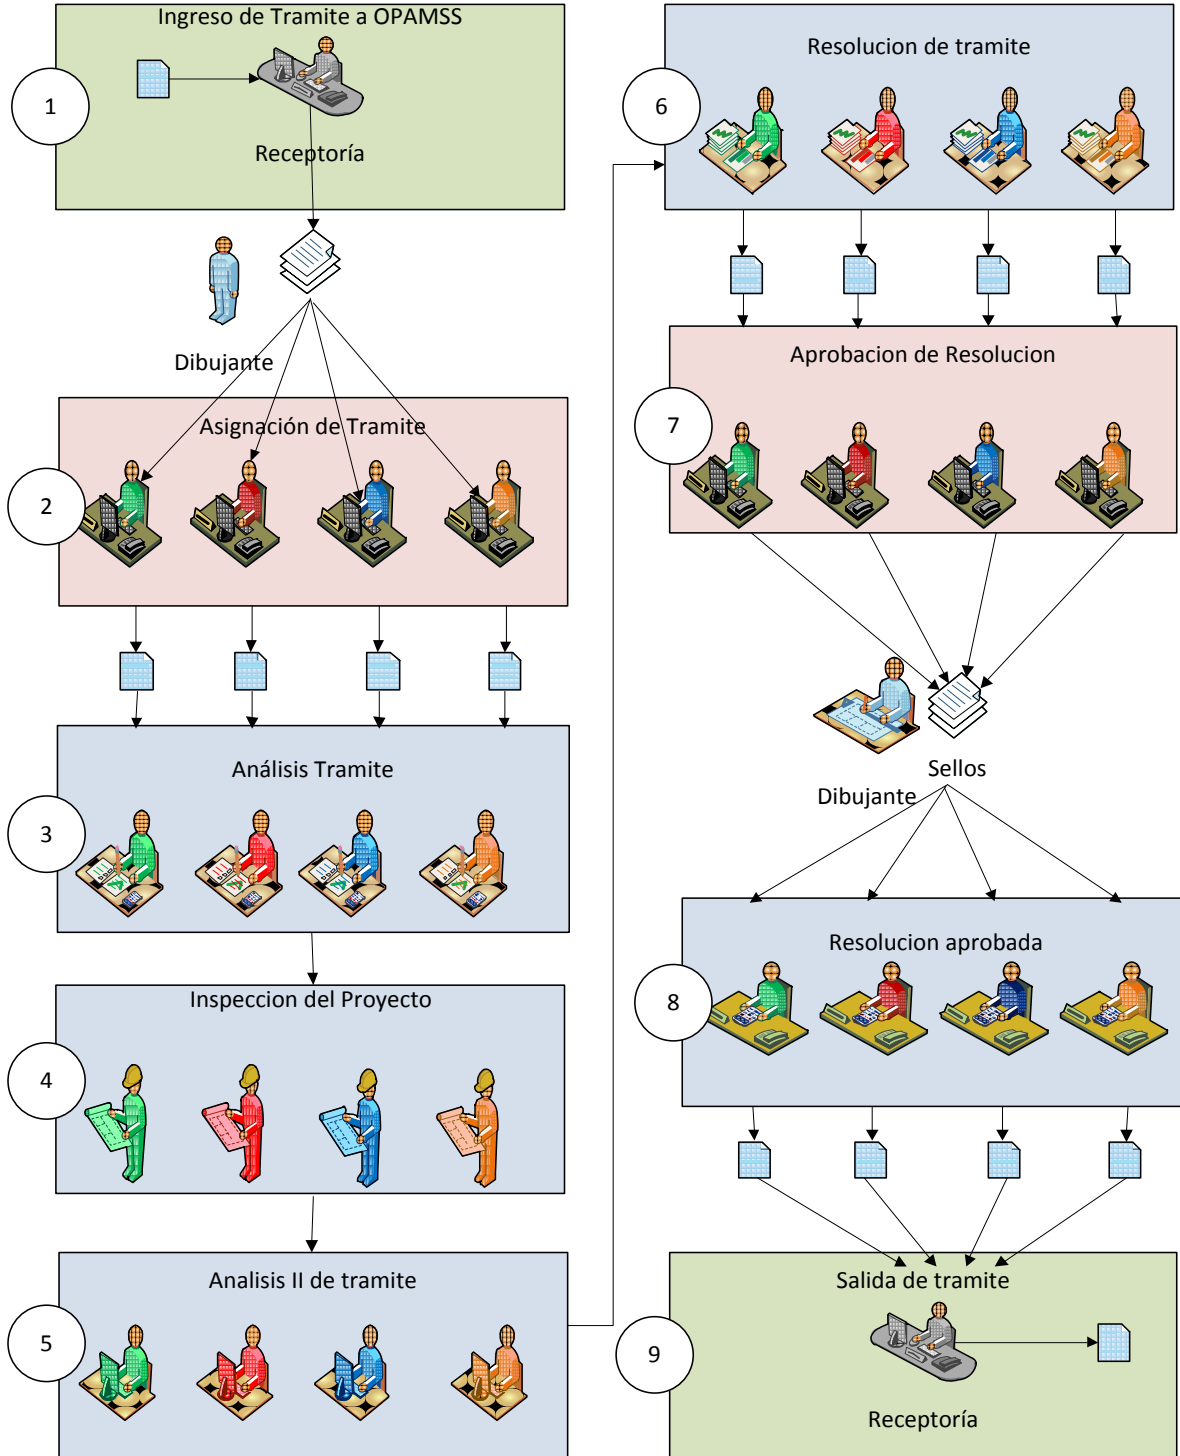 Ingreso de Tramite a OPAMSS
1
Receptoría
Dibujante
Asignación de Tramite
2
Análisis Tramite
3
Inspeccion del Proyecto
4
Analisis II de tramite
5
Resolucion de tramite
6
Aprobacion de Resolucion
7
Sellos
Dibujante
Resolucion aprobada
8
Salida de tramite
9
Receptoría